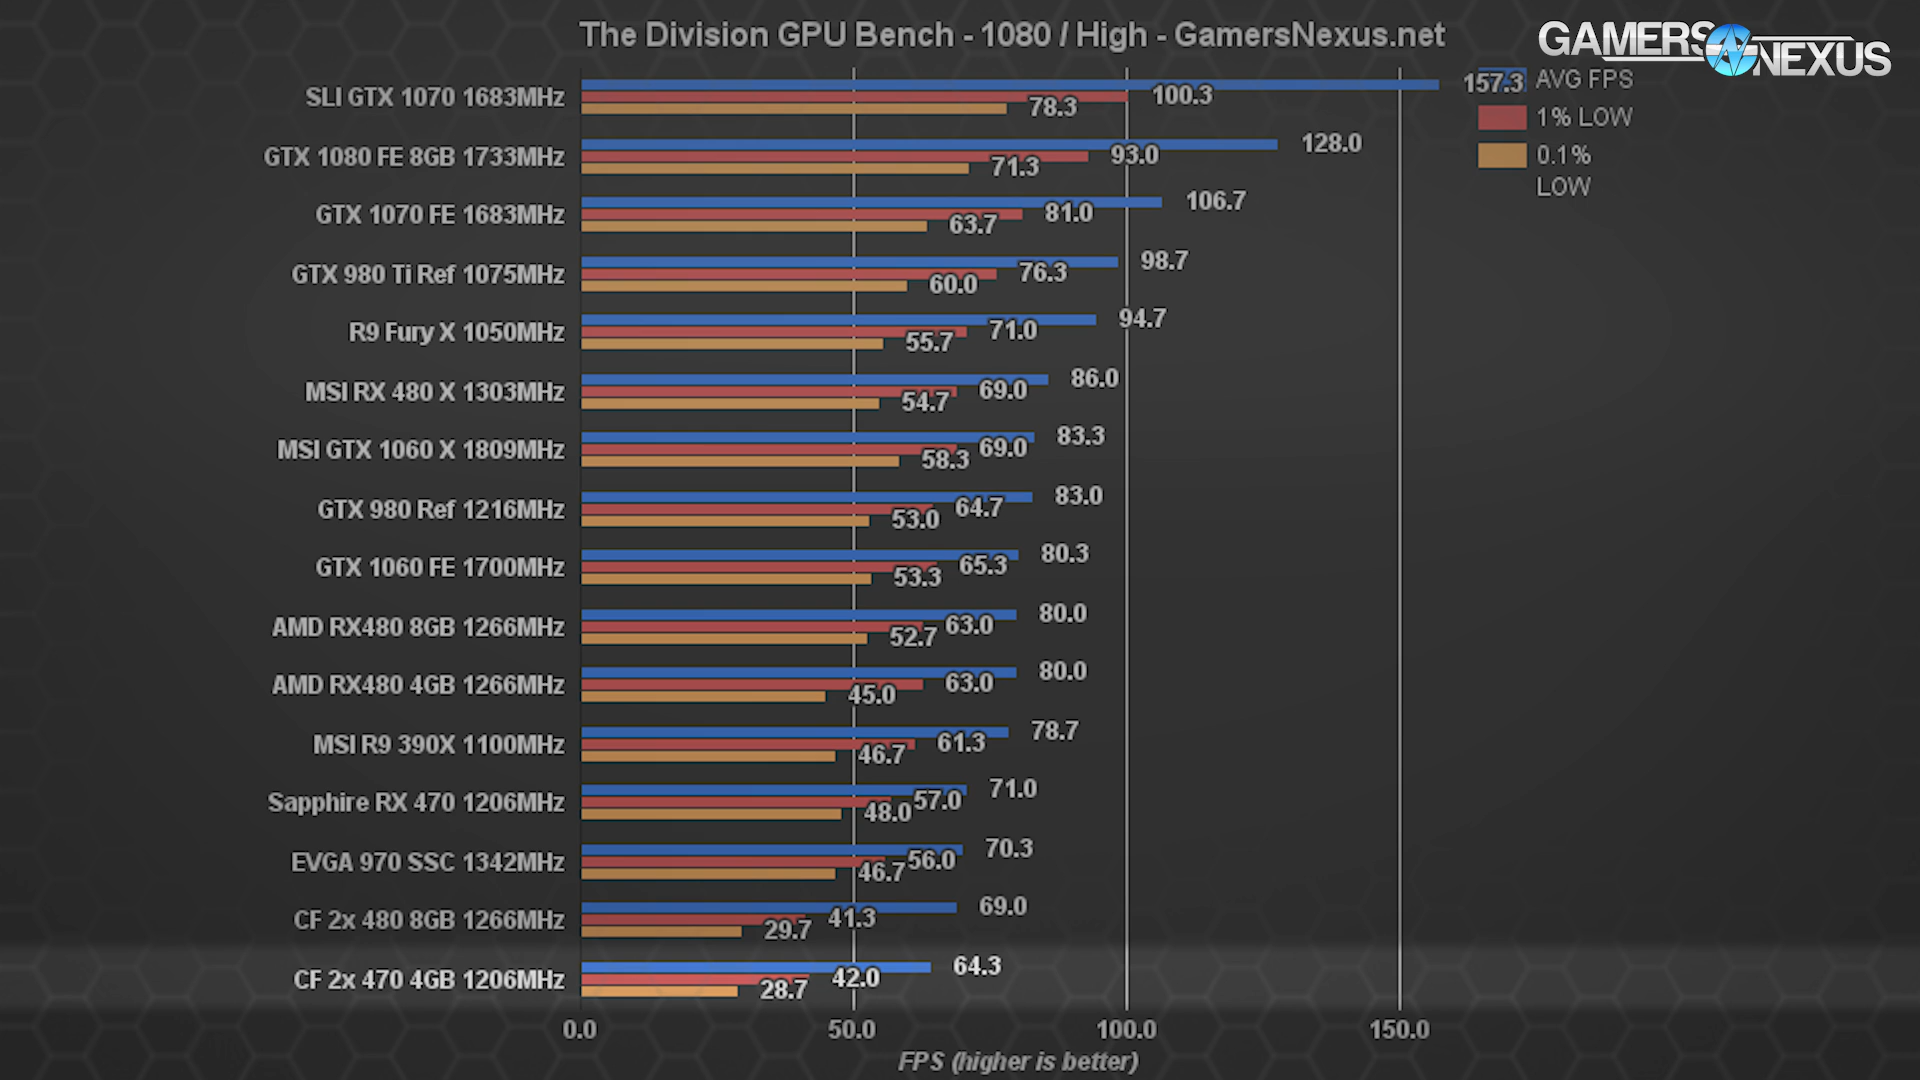 The Division GPU Bench - 1080 / High - GamersNexus.net
GAMERS NEXUS
AVG FPS
1% LOW
0.1%
LOW
SLI GTX 1070 1683MHz 157.3 100.3 78.3
GTX 1080 FE 8GB 1733MHz 128.0 93.0 71.3
GTX 1070 FE 1683MHz 106.7 81.0 63.7
GTX 980 Ti Ref 1075MHz 98.7 76.3 60.0
R9 Fury X 1050MHz 94.7 71.0 55.7
MSI RX 480 X 1303MHz 86.0 69.0 54.7
MSI GTX 1060 X 1809MHz 83.3 69.0 58.3
GTX 980 Ref 1216MHz 83.0 64.7 53.0
GTX 1060 FE 1700MHz 80.3 65.3 53.3
AMD RX480 8GB 1266MHz 80.0 63.0 52.7
AMD RX480 4GB 1266MHz 80.0 63.0 45.0
MSI R9 390X 1100MHz 78.7 61.3 46.7
Sapphire RX 470 1206MHz 71.0 57.0 48.0
EVGA 970 SSC 1342MHz 70.3 56.0 46.7
CF 2x 480 8GB 1266MHz 69.0 41.3 29.7
CF 2x 470 4GB 1206MHz 64.3 42.0 28.7
0.0 50.0 100.0 150.0
FPS (higher is better)